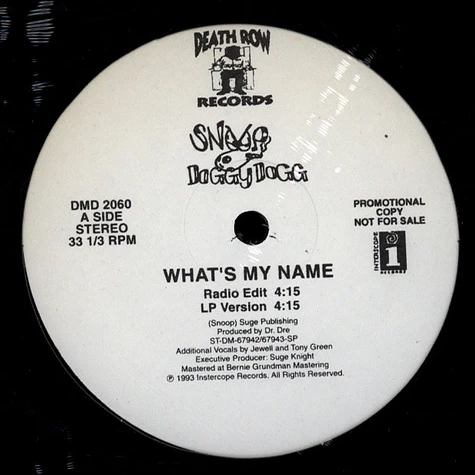 DEATH ROW
RECORDS
SNOOP
DOGGY DOGG
DMD 2060
A SIDE
STEREO
33 1/3 RPM
PROMOTIONAL
COPY
NOT FOR SALE
INTERSCOPE
i
RECORDS
WHAT'S MY NAME
Radio Edit 4:15
LP Version 4:15
(Snoop) Suge Publishing
Produced by Dr. Dre
ST-DM-67942/67943-SP
Additional Vocals by Jewell and Tony Green
Executive Producer: Suge Knight
Mastered at Bernie Grundman Mastering
℗ 1993 Instercope Records. All Rights Reserved.